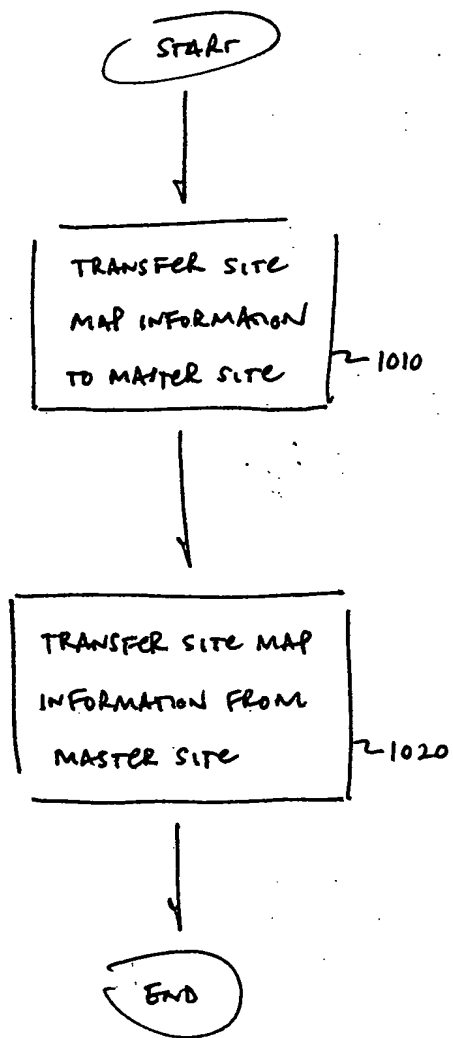 START
TRANSFER SITE
MAP INFORMATION
TO MASTER SITE
1010
TRANSFER SITE MAP
INFORMATION FROM
MASTER SITE
1020
END